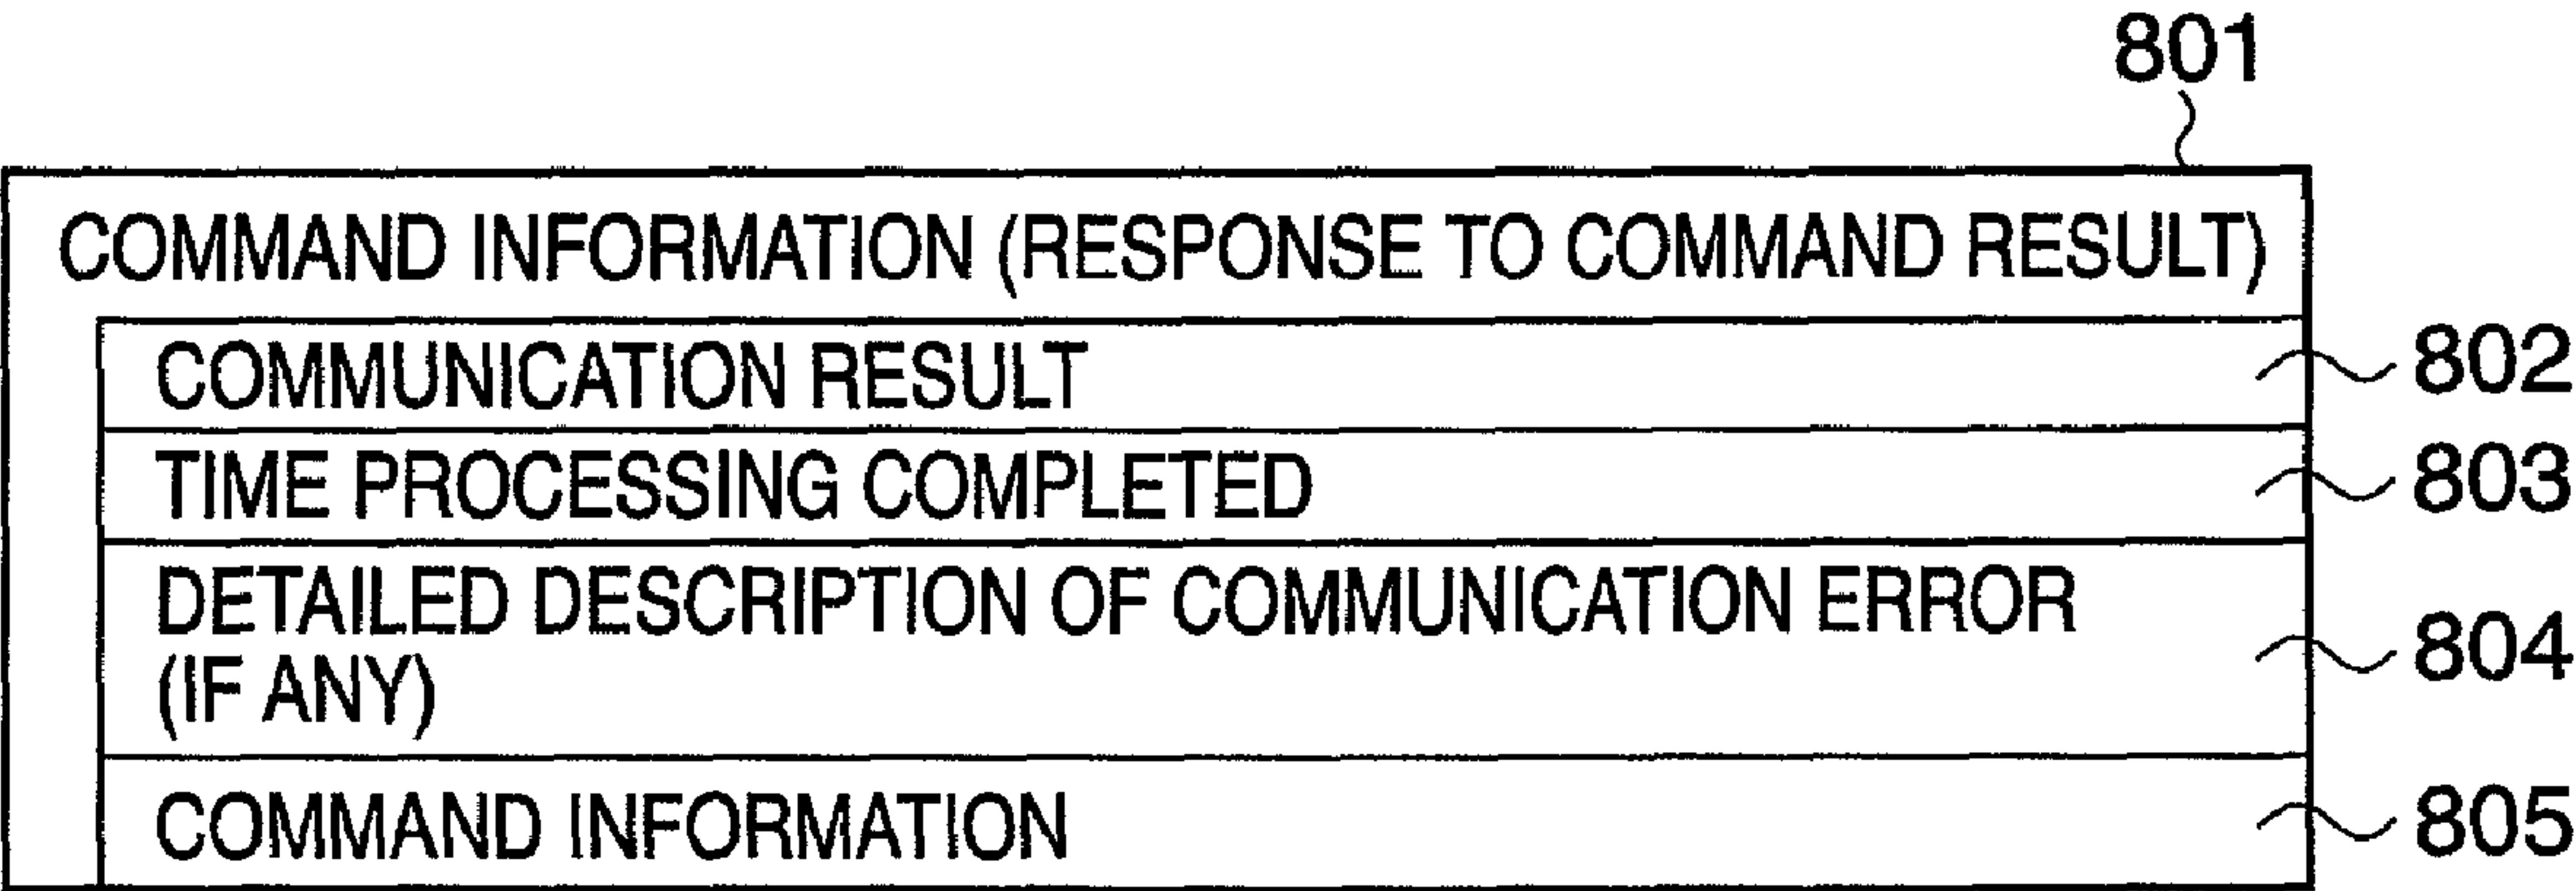 801
COMMAND INFORMATION (RESPONSE TO COMMAND RESULT)
COMMUNICATION RESULT
802
TIME PROCESSING COMPLETED
803
DETAILED DESCRIPTION OF COMMUNICATION ERROR
(IF ANY)
804
COMMAND INFORMATION
805